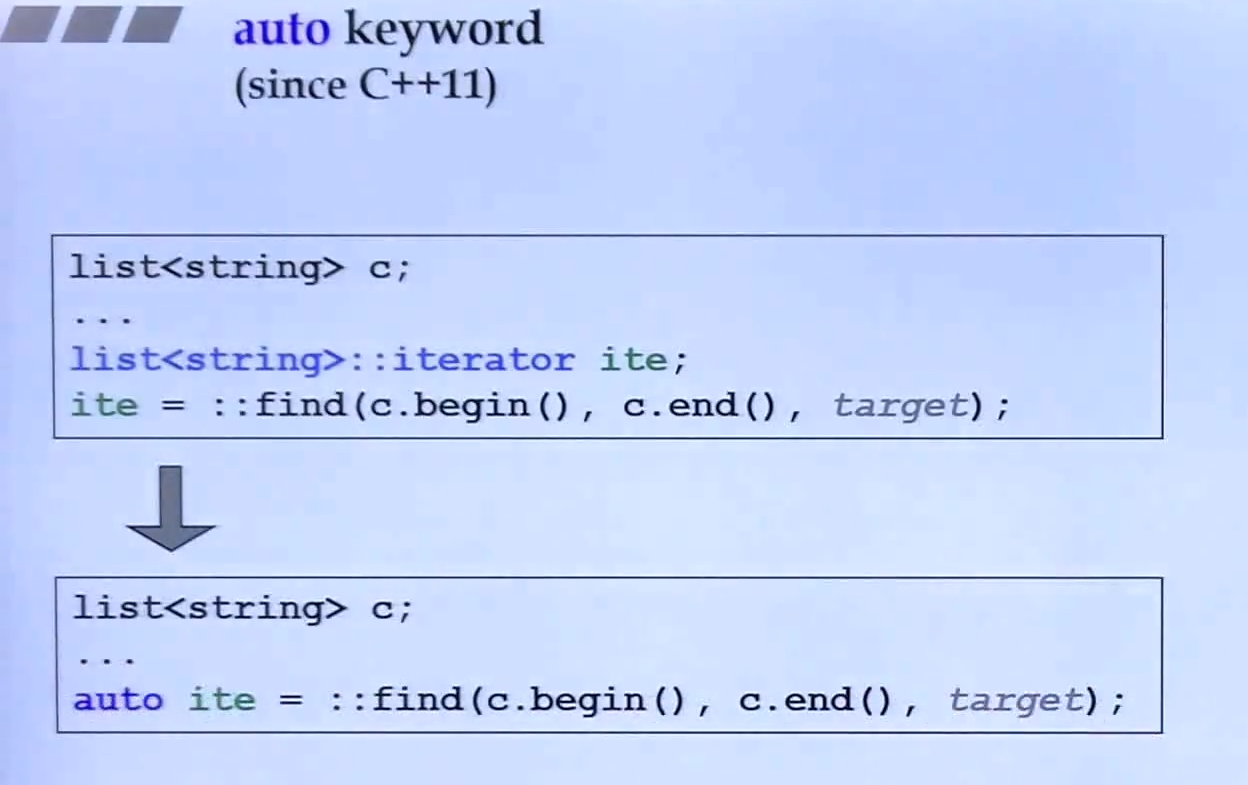 auto keyword
(since C++11)
list<string> c;
...
list<string>::iterator ite;
ite = ::find(c.begin(), c.end(), target);
list<string> c;
...
auto ite = ::find(c.begin(), c.end(), target);